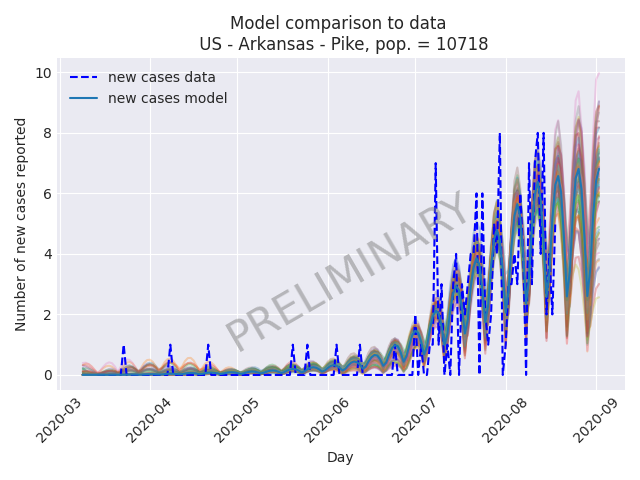 Model comparison to data
US - Arkansas - Pike, pop. = 10718
new cases data
new cases model
Number of new cases reported
10
8
6
4
2
0
PRELIMINARY
2020-03
2020-04
2020-05
2020-06
2020-07
2020-08
2020-09
Day